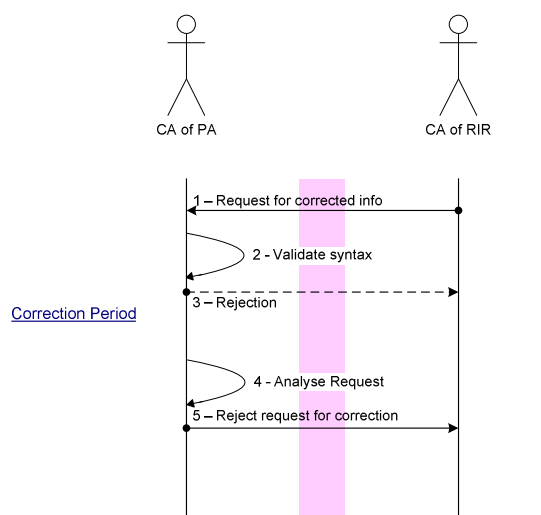 CA of PA
CA of RIR
1 – Request for corrected info
2 - Validate syntax
3 – Rejection
Correction Period
4 - Analyse Request
5 – Reject request for correction